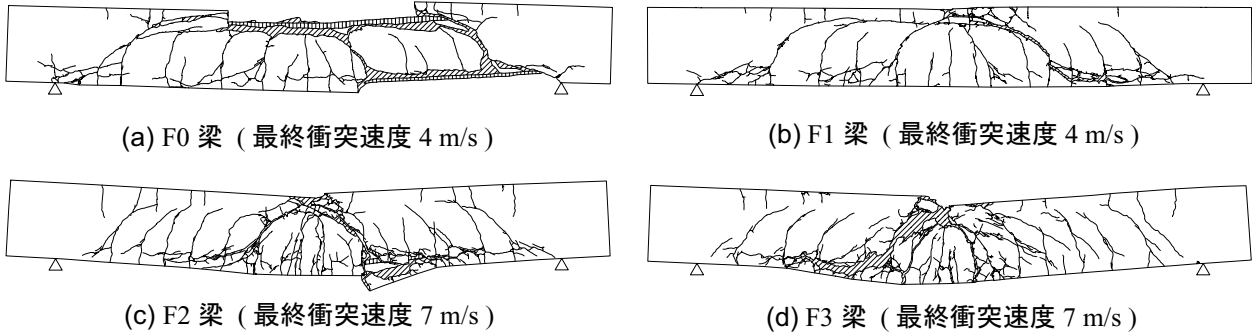 (a) F0 梁 ( 最終衝突速度 4 m/s )
(b) F1 梁 ( 最終衝突速度 4 m/s )
(c) F2 梁 ( 最終衝突速度 7 m/s )
(d) F3 梁 ( 最終衝突速度 7 m/s )